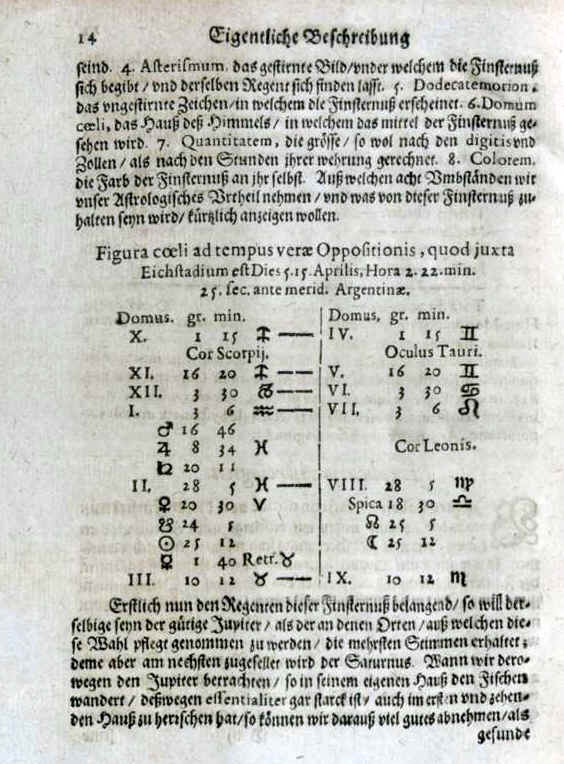 14 Eigentliche Beschreibung
seind. 4. Asterismum, das gestirnte Bild/vnder welchem die Finsternuß
sich begibt / vnd derselben Regent sich finden lasst. 5. Dodecatemorion,
das vngestirnte Zeichen/in welchem die Finsternuß erscheinet. 6. Domum
cœli, das Hauß deß Himmels / in welchem das mittel der Finsternuß ge-
sehen wird. 7. Quantitatem, die grösse / so wol nach den digitis vnd
Zollen / als nach den Stunden jhrer wehrung gerechnet. 8. Colorem,
die Farb der Finsternuß an jhr selbst. Auß welchen acht Vmbständen wir
vnser Astrologisches Vrtheil nehmen / vnd was von dieser Finsternuß zu-
halten seyn wird/ kürtzlich anzeigen wollen.
Figura cœli ad tempus veræ Oppositionis, quod juxta
Eichstadium est Dies 5.15. Aprilis, Hora 2. 22. min.
25. sec. ante merid. Argentinæ.
Domus. gr. min. Domus, gr. min.
X. 1 15 ♐ IV. 1 15 ♊
Cor Scorpij. Oculus Tauri.
XI. 16 20 ♐ V. 16 20 ♊
XII. 3 30 ♑ VI. 3 30 ♋
I. 3 6 ♒ VII. 3 6 ♌
♂ 16 46
♃ 8 34 ♓ Cor Leonis.
♄ 20 11
II. 28 5 ♓ VIII. 28 5 ♍
♀ 20 30 ♈ Spica 18 30 ♎
☋ 24 5 ☊ 25 5
☉ 25 12 ☾ 25 12
☿ 1 40 Retr. ♉
III. 10 12 ♉ IX. 10 12 ♏
Erstlich nun den Regenten dieser Finsternuß belangend/ so will der-
selbige seyn der gütige Jupiter / als der an denen Orten / auß welchen die-
se Wahl pflegt genommen zu werden / die mehrsten Stimmen erhaltet;
deme aber am nechsten zugesellet wird der Saturnus. Wann wir dero-
wegen den Jupiter betrachten / so in seinem eigenen Hauß den Fischen
wandert / deßwegen essentialiter gar starck ist / auch im ersten vnd zehen-
den Hauß zu herrschen hat/so können wir darauß viel gutes abnehmen/als
gesunde